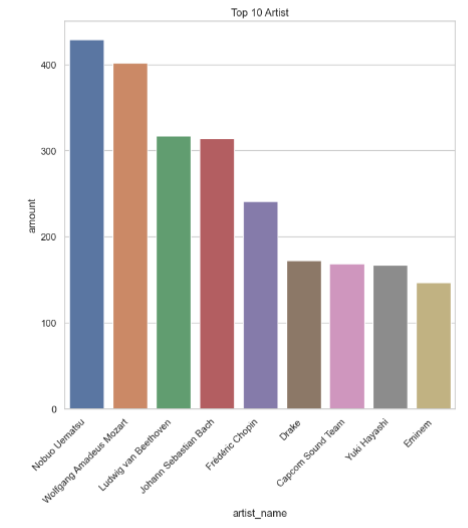 Top 10 Artist
amount
400
300
200
100
0
Nobuo Uematsu
Wolfgang Amadeus Mozart
Ludwig van Beethoven
Johann Sebastian Bach
Frédéric Chopin
Drake
Capcom Sound Team
Yuki Hayashi
Eminem
artist_name